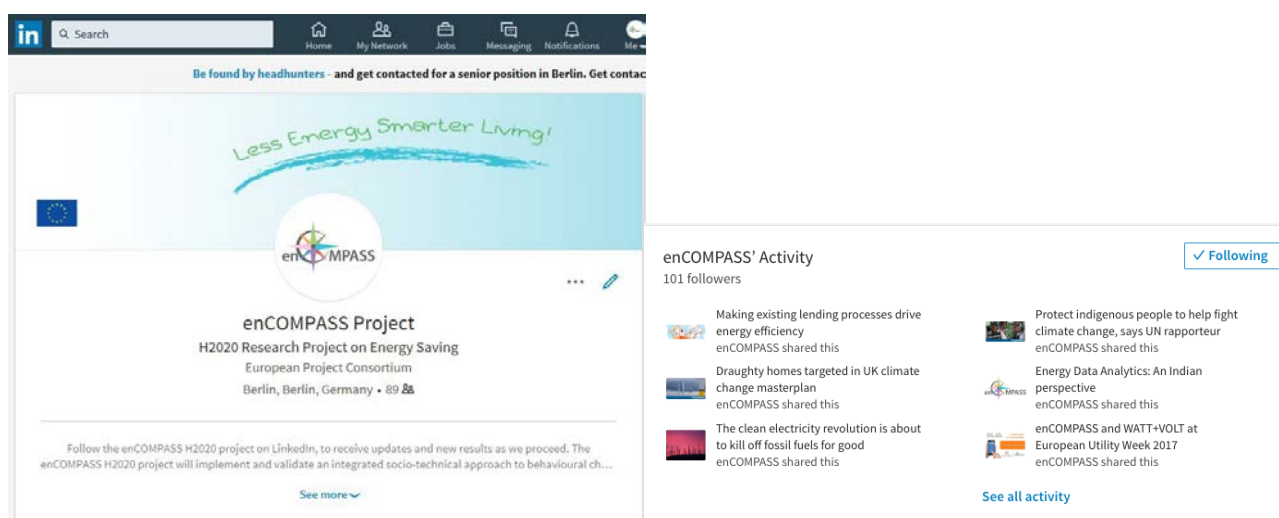 in
Search
Home
My Network
Jobs
Messaging
Notifications
Me
Be found by headhunters - and get contacted for a senior position in Berlin. Get contac
Less Energy Smarter Living!
enCOMPASS
enCOMPASS Project
H2020 Research Project on Energy Saving
European Project Consortium
Berlin, Berlin, Germany • 89
Follow the enCOMPASS H2020 project on LinkedIn, to receive updates and new results as we proceed. The
enCOMPASS H2020 project will implement and validate an integrated socio-technical approach to behavioural ch...
See more
enCOMPASS’ Activity
Following
101 followers
Making existing lending processes drive
energy efficiency
enCOMPASS shared this
Draughty homes targeted in UK climate
change masterplan
enCOMPASS shared this
The clean electricity revolution is about
to kill off fossil fuels for good
enCOMPASS shared this
Protect indigenous people to help fight
climate change, says UN rapporteur
enCOMPASS shared this
enCOMPASS
Energy Data Analytics: An Indian
perspective
enCOMPASS shared this
enCOMPASS and WATT+VOLT at
European Utility Week 2017
enCOMPASS shared this
See all activity